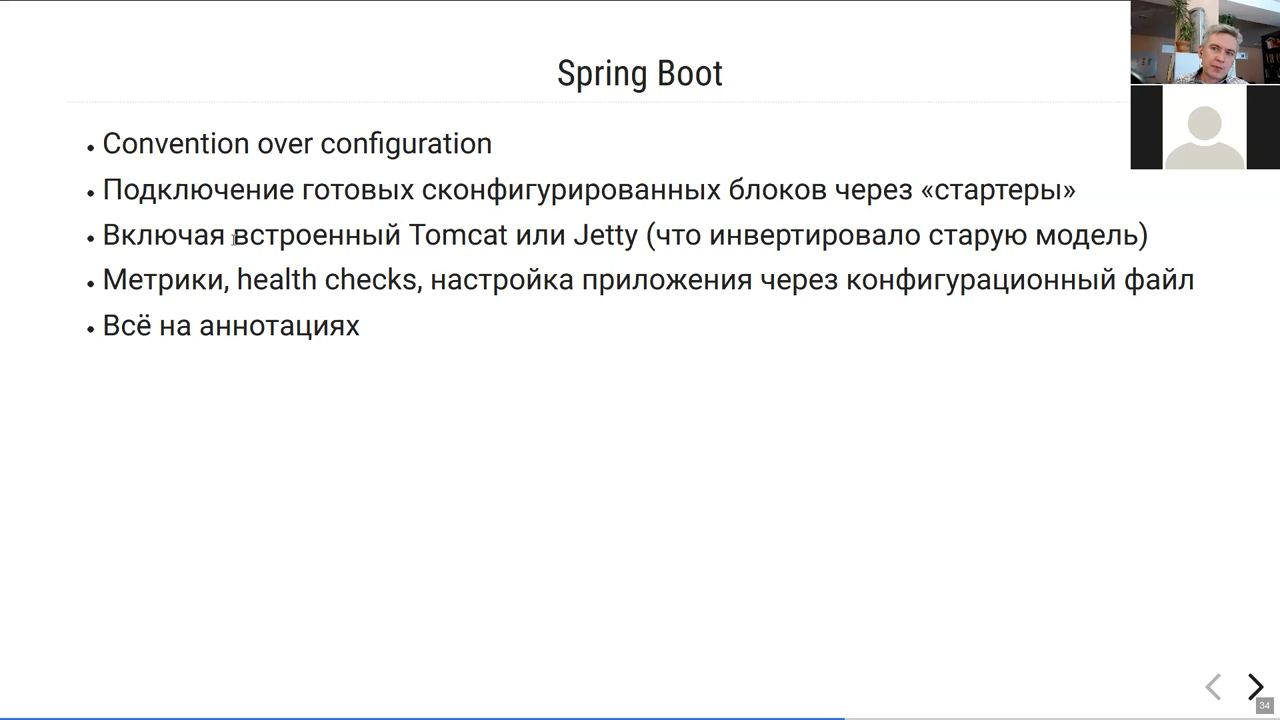 Spring Boot
Convention over configuration
Подключение готовых сконфигурированных блоков через «стартеры»
Включая встроенный Tomcat или Jetty (что инвертировало старую модель)
Метрики, health checks, настройка приложения через конфигурационный файл
Всё на аннотациях
34